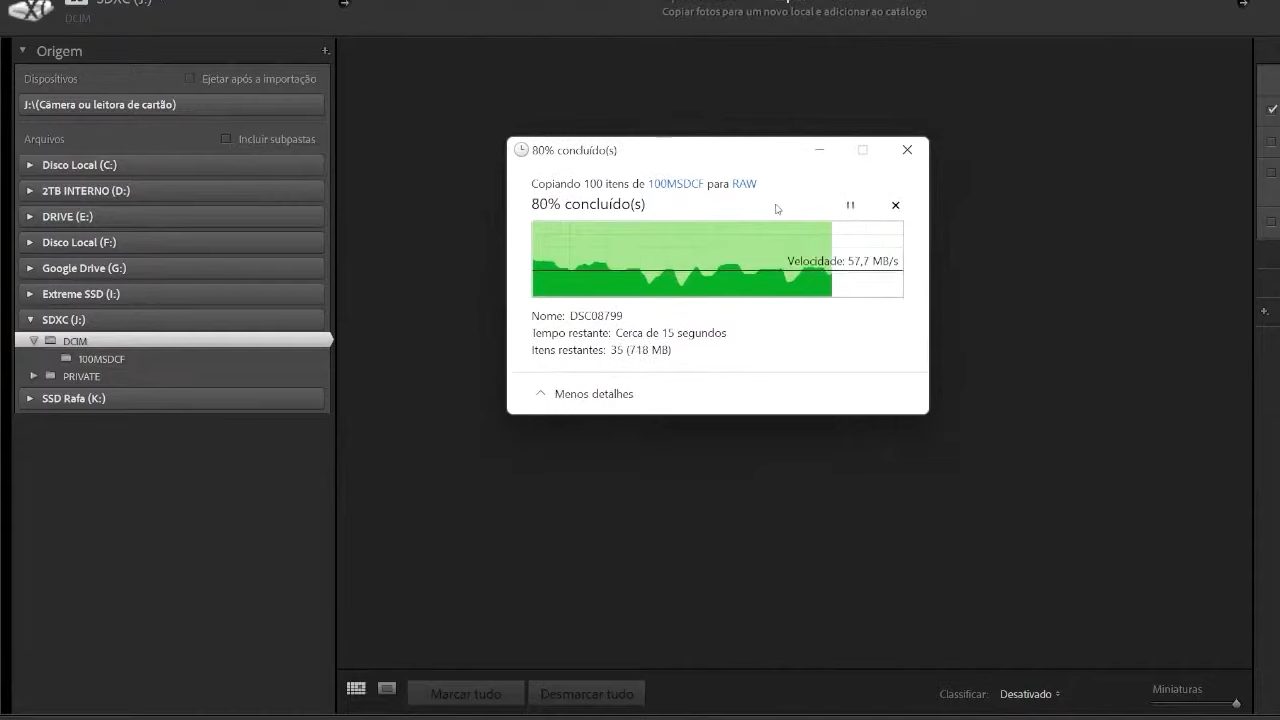 SDXC (J:)
DCIM
Copiar fotos para um novo local e adicionar ao catálogo
Origem
Dispositivos
Ejetar após a importação
J:\(Câmera ou leitora de cartão)
Arquivos
Incluir subpastas
Disco Local (C:)
2TB INTERNO (D:)
DRIVE (E:)
Disco Local (F:)
Google Drive (G:)
Extreme SSD (I:)
SDXC (J:)
DCIM
100MSDCF
PRIVATE
SSD Rafa (K:)
80% concluído(s)
Copiando 100 itens de 100MSDCF para RAW
80% concluído(s)
Velocidade: 57,7 MB/s
Nome: DSC08799
Tempo restante: Cerca de 15 segundos
Itens restantes: 35 (718 MB)
Menos detalhes
Marcar tudo
Desmarcar tudo
Classificar: Desativado
Miniaturas